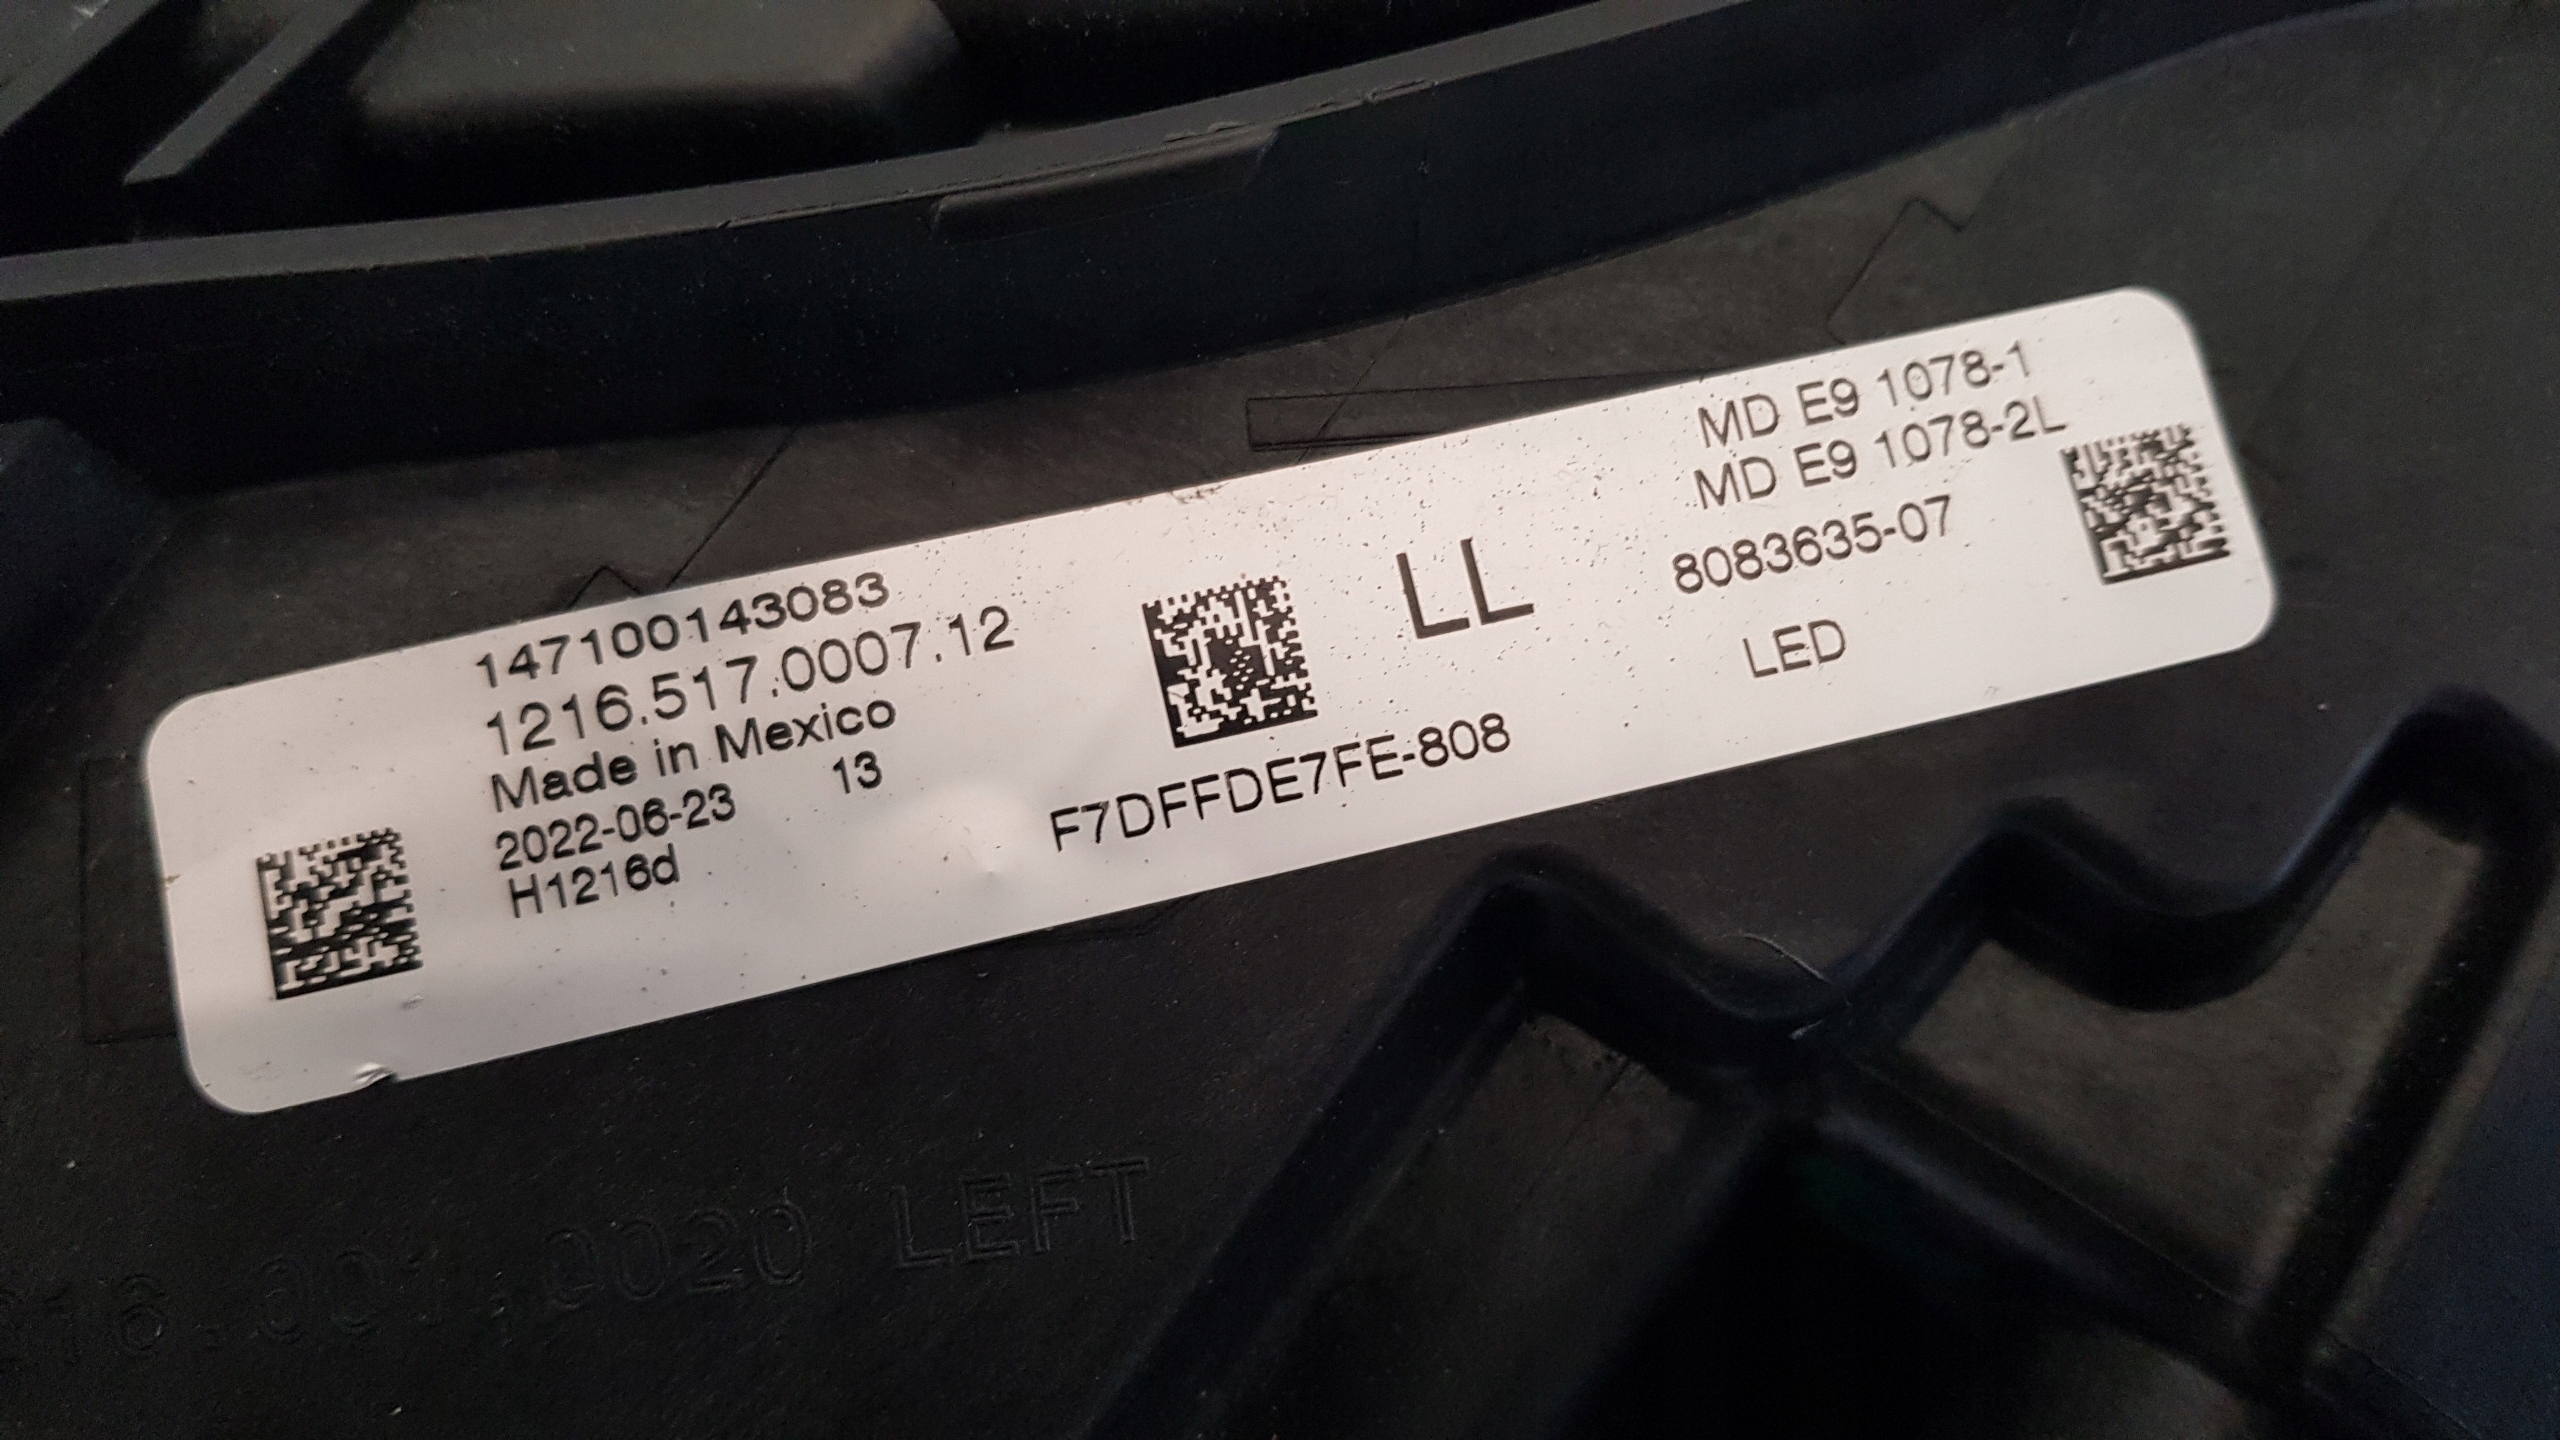 147100143083
1216.517.0007.12
Made in Mexico
2022-06-23 13
H1216d
F7DFFDE7FE-808
LL
MD E9 1078-1
MD E9 1078-2L
8083635-07
LED
0020 LEFT